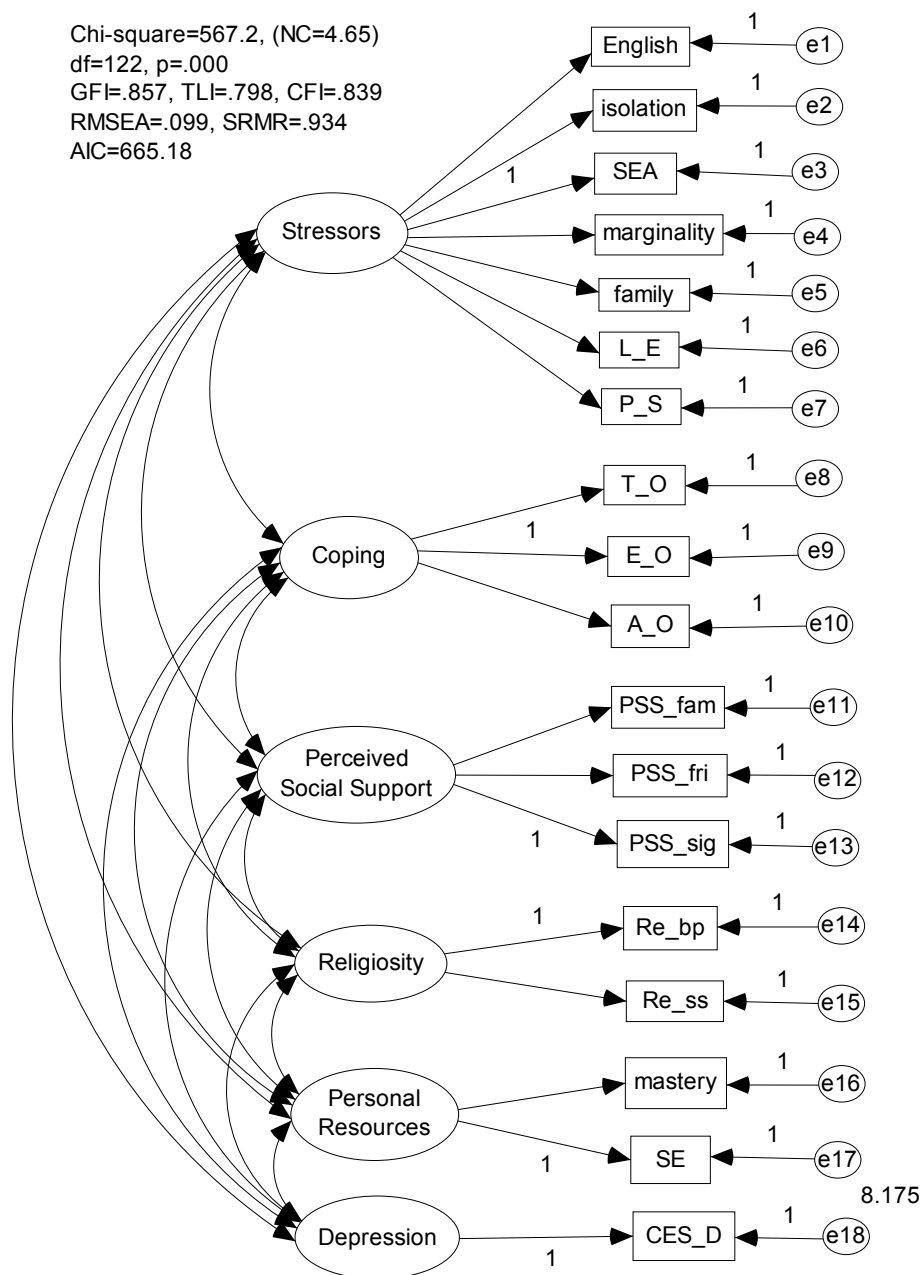 Chi-square=567.2, (NC=4.65)
df=122, p=.000
GFI=.857, TLI=.798, CFI=.839
RMSEA=.099, SRMR=.934
AIC=665.18
English
1
e1
isolation
1
e2
1
SEA
1
e3
Stressors
marginality
1
e4
family
1
e5
L_E
1
e6
P_S
1
e7
T_O
1
e8
Coping
1
E_O
1
e9
A_O
1
e10
PSS_fam
1
e11
Perceived
Social Support
PSS_fri
1
e12
1
PSS_sig
1
e13
1
Re_bp
1
e14
Religiosity
Re_ss
1
e15
mastery
1
e16
Personal
Resources
1
SE
1
e17
8.175
Depression
1
CES_D
1
e18